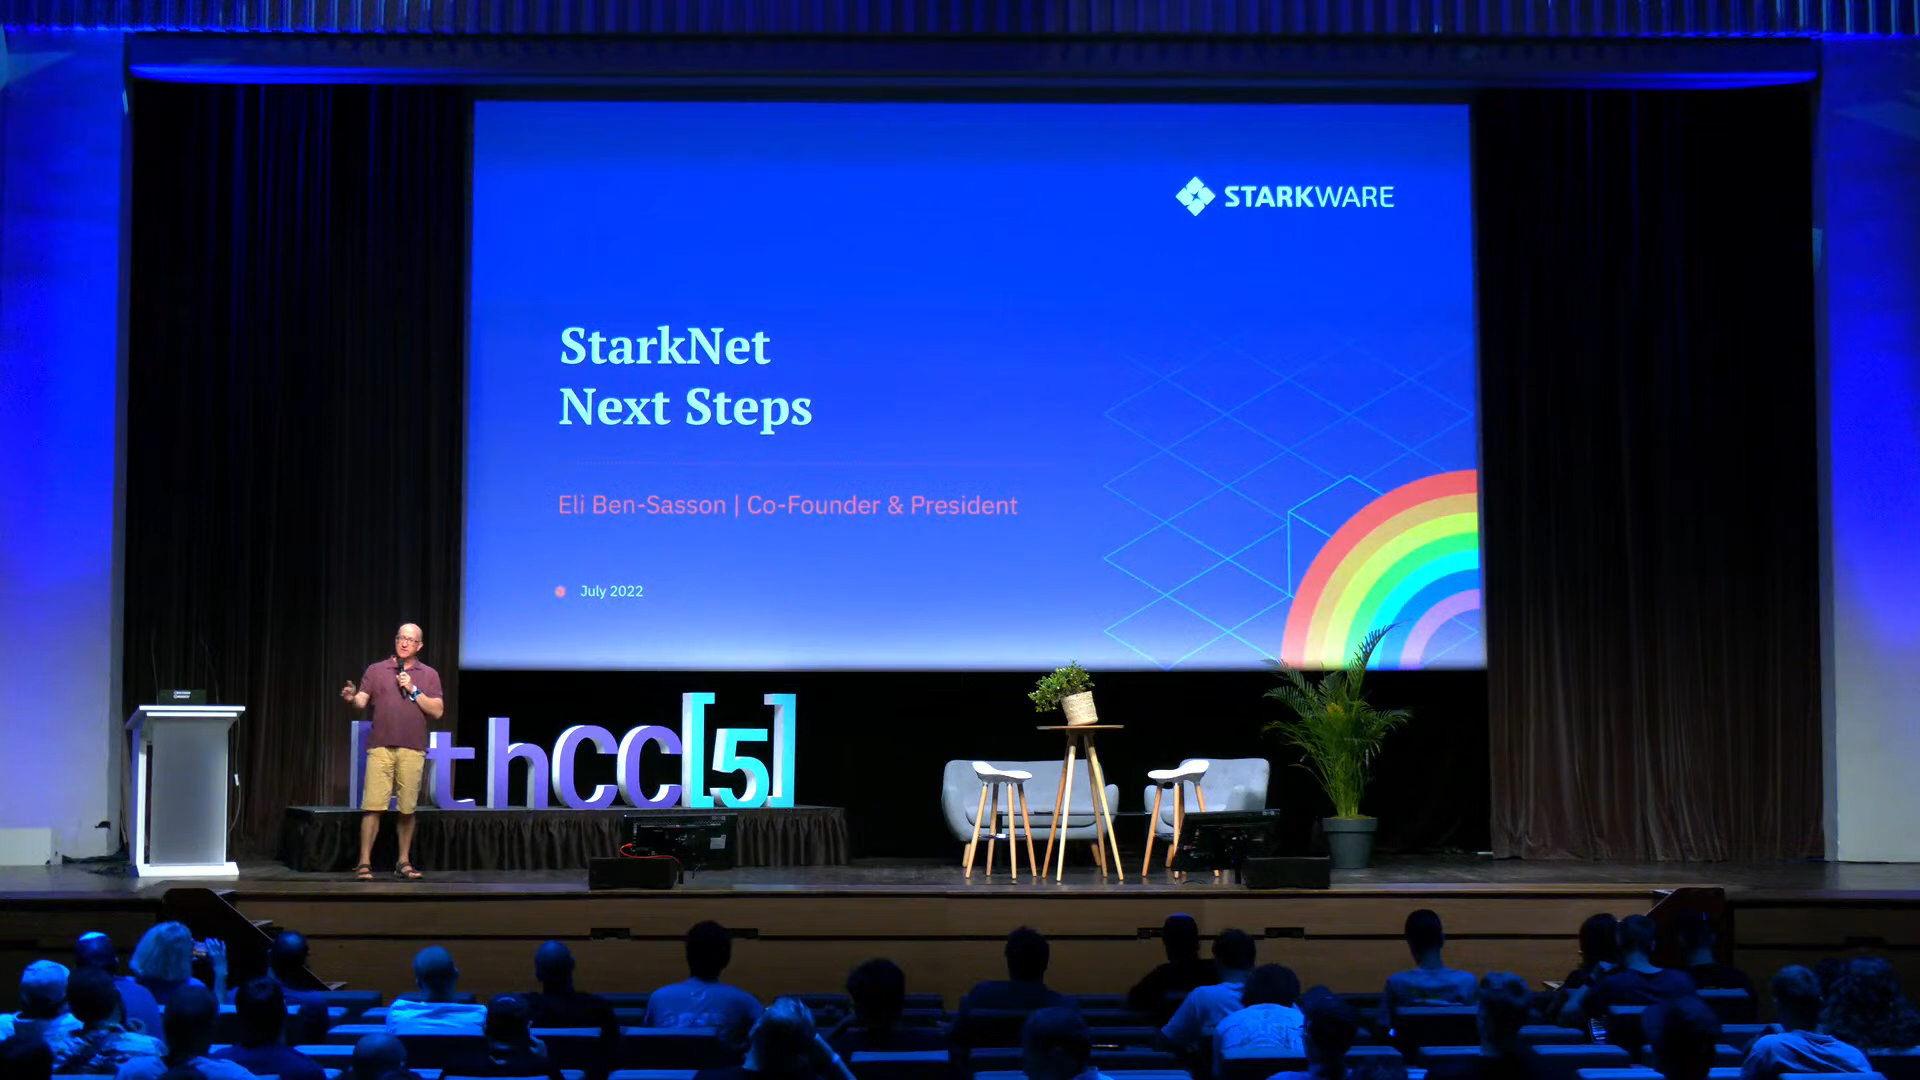 STARKWARE
StarkNet
Next Steps
Eli Ben-Sasson | Co-Founder & President
July 2022
thCC[5]